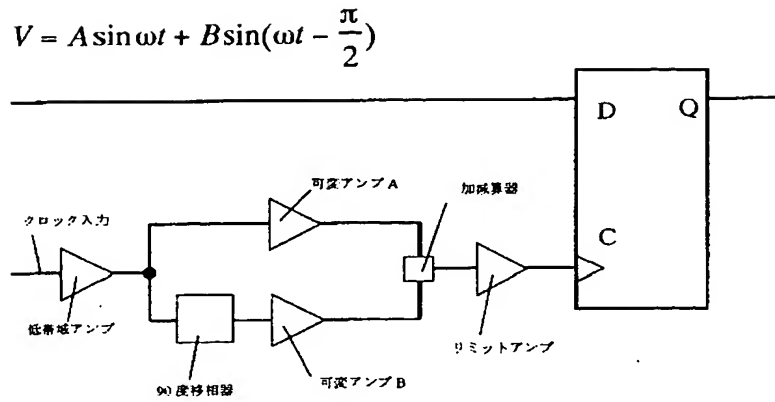 V = A sin ωt + B sin(ωt − π/2)
D Q
可変アンプ A
加減算器
クロック入力
C
低帯域アンプ
リミットアンプ
90度移相器
可変アンプ B